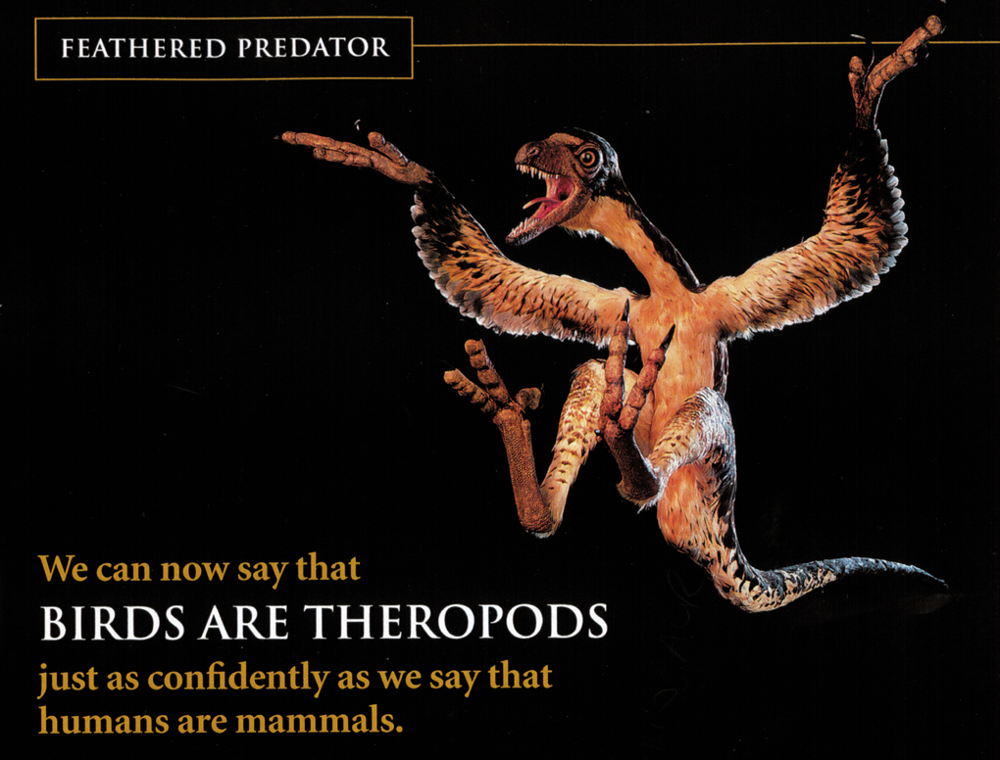 FEATHERED PREDATOR
We can now say that
BIRDS ARE THEROPODS
just as confidently as we say that
humans are mammals.